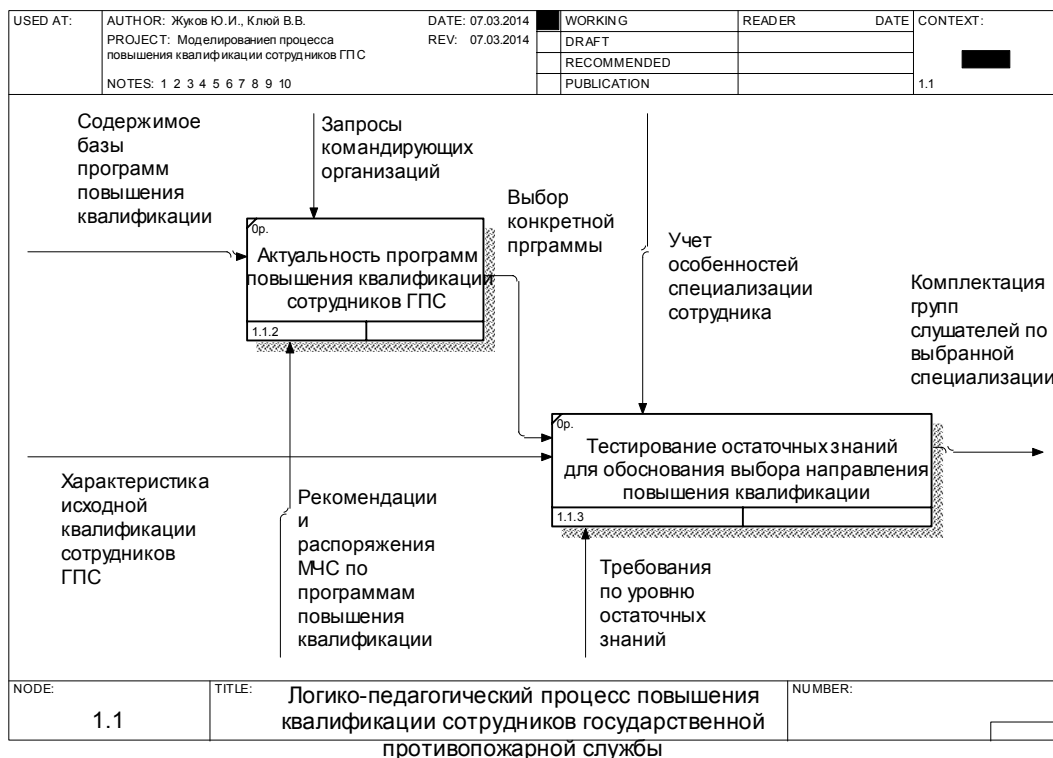 USED AT:
AUTHOR: Жуков Ю.И., Клюй В.В.
DATE: 07.03.2014
PROJECT: Моделированиеп процесса
повышения квалификации сотрудников ГПС
REV: 07.03.2014
NOTES: 1 2 3 4 5 6 7 8 9 10
WORKING
DRAFT
RECOMMENDED
PUBLICATION
READER
DATE
CONTEXT:
1.1
Содержимое
базы
программ
повышения
квалификации
Запросы
командирующих
организаций
Выбор
конкретной
прграммы
0р.
Актуальность программ
повышения квалификации
сотрудников ГПС
1.1.2
Учет
особенностей
специализации
сотрудника
Комплектация
групп
слушателей по
выбранной
специализации
0р.
Тестирование остаточных знаний
для обоснования выбора направления
повышения квалификации
1.1.3
Характеристика
исходной
квалификации
сотрудников
ГПС
Рекомендации
и
распоряжения
МЧС по
программам
повышения
квалификации
Требования
по уровню
остаточных
знаний
NODE:
1.1
TITLE:
Логико-педагогический процесс повышения
квалификации сотрудников государственной
противопожарной службы
NUMBER: